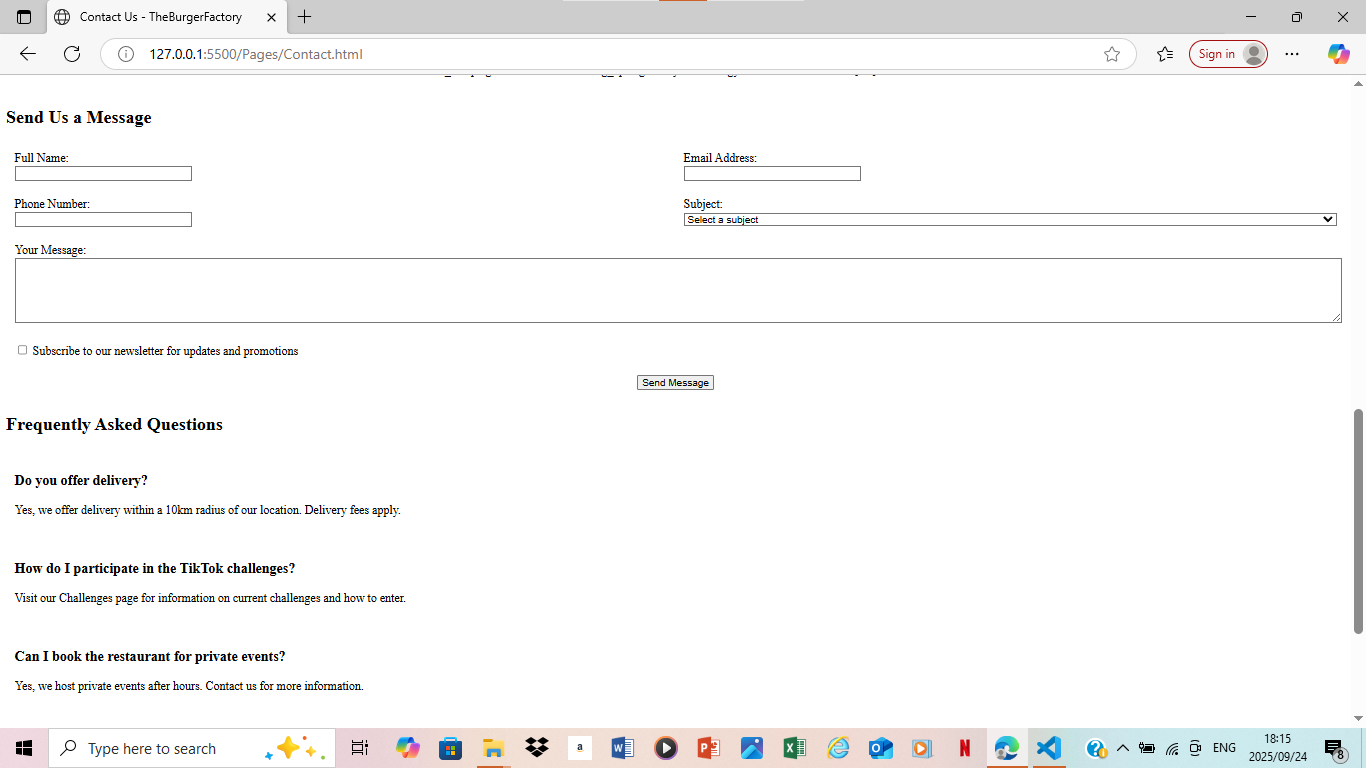 Contact Us - TheBurgerFactory
127.0.0.1:5500/Pages/Contact.html
Sign in
Send Us a Message
Full Name:
Email Address:
Phone Number:
Subject:
Select a subject
Your Message:
Subscribe to our newsletter for updates and promotions
Send Message
Frequently Asked Questions
Do you offer delivery?
Yes, we offer delivery within a 10km radius of our location. Delivery fees apply.
How do I participate in the TikTok challenges?
Visit our Challenges page for information on current challenges and how to enter.
Can I book the restaurant for private events?
Yes, we host private events after hours. Contact us for more information.
Type here to search
a
N
ENG
18:15
2025/09/24
8